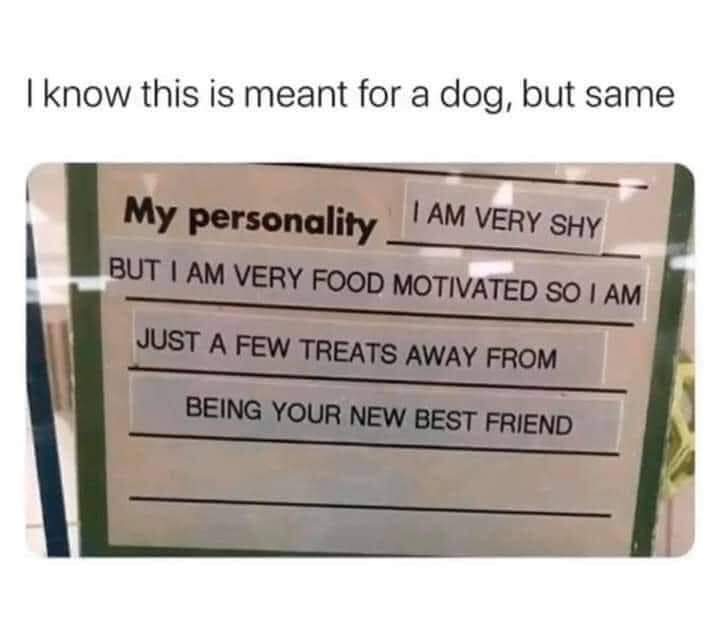 I know this is meant for a dog, but same
My personality I AM VERY SHY
BUT I AM VERY FOOD MOTIVATED SO I AM
JUST A FEW TREATS AWAY FROM
BEING YOUR NEW BEST FRIEND